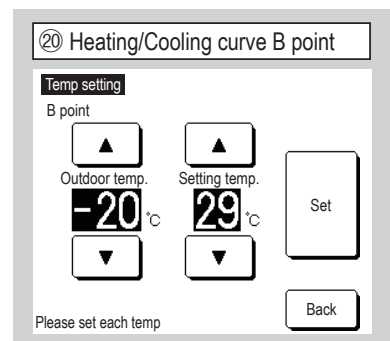 ⑳ Heating/Cooling curve B point
Temp setting
B point
▲ ▲
Outdoor temp. Setting temp.
-20 °C 29 °C
Set
▼ ▼
Back
Please set each temp